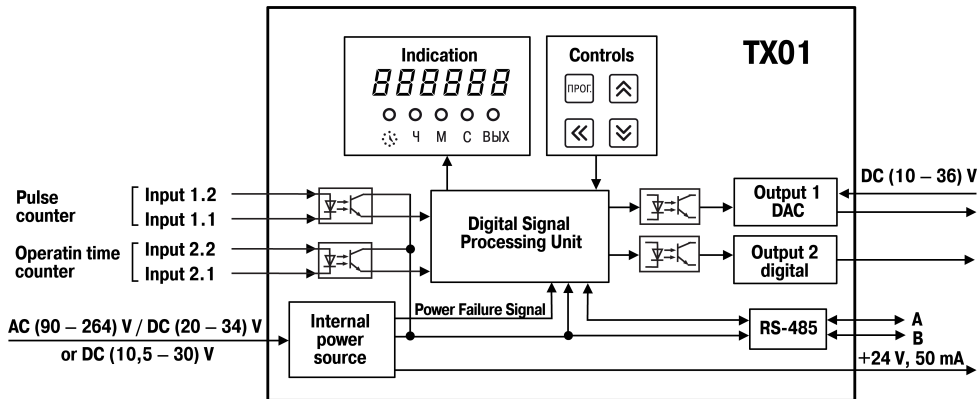 TX01
Indication
888888
Ч М С ВЫХ
Controls
ПРОГ.
Pulse
counter
Input 1.2
Input 1.1
Operatin time
counter
Input 2.2
Input 2.1
Digital Signal
Processing Unit
Output 1
DAC
DC (10 – 36) V
Output 2
digital
Power Failure Signal
AC (90 – 264) V / DC (20 – 34) V
or DC (10,5 – 30) V
Internal
power
source
RS-485
A
B
+24 V, 50 mA